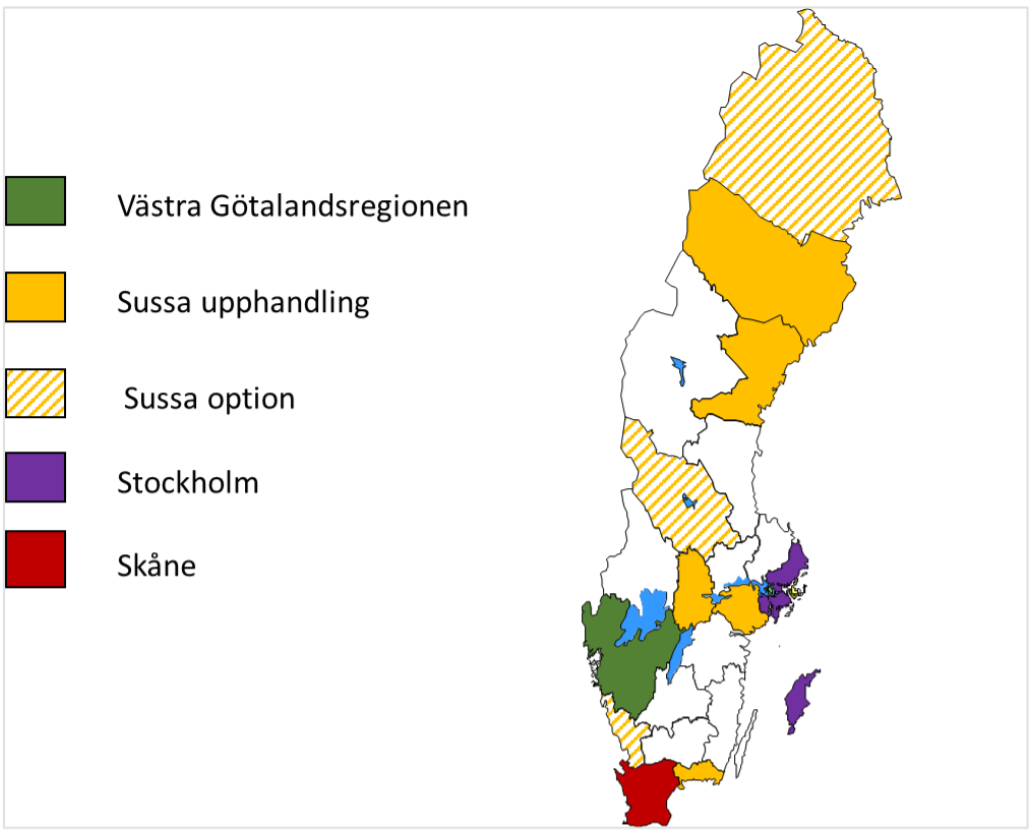 Västra Götalandsregionen
Sussa upphandling
Sussa option
Stockholm
Skåne